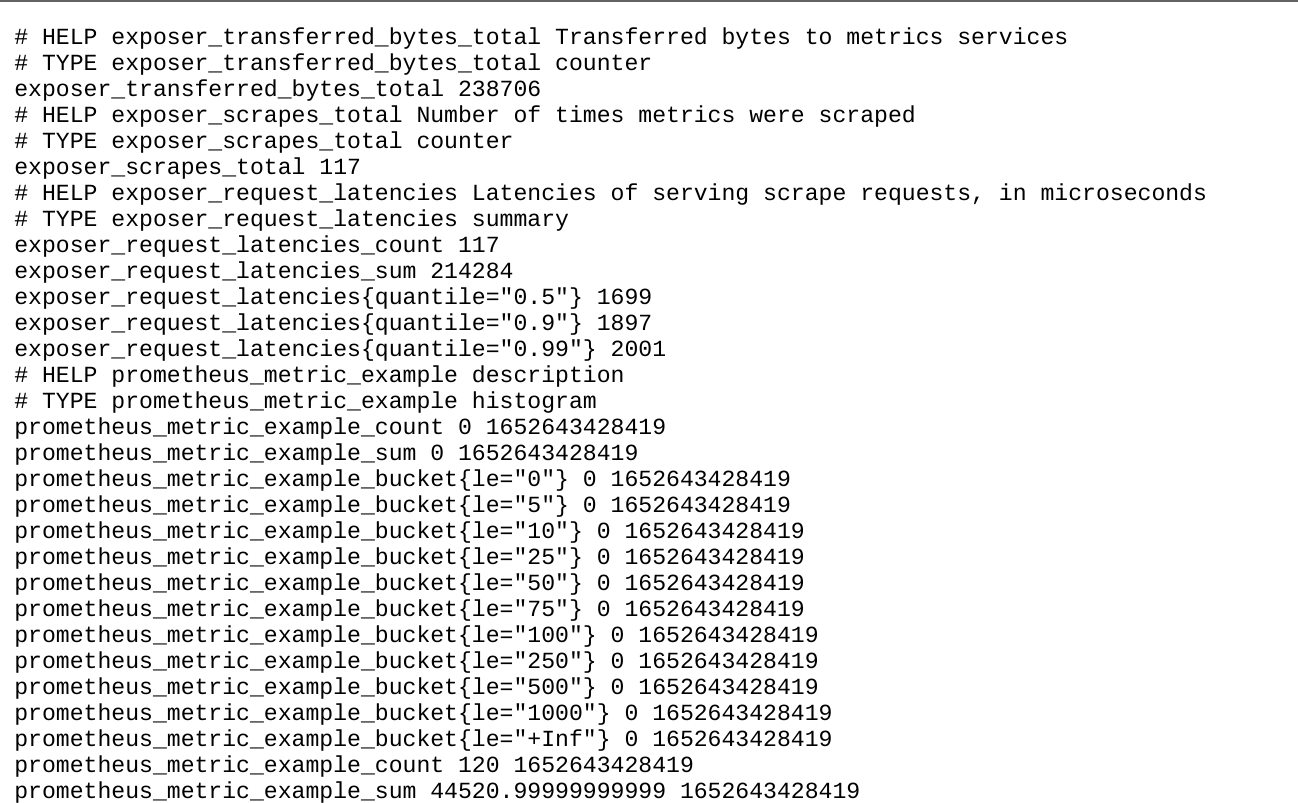 # HELP exposer_transferred_bytes_total Transferred bytes to metrics services
# TYPE exposer_transferred_bytes_total counter
exposer_transferred_bytes_total 238706
# HELP exposer_scrapes_total Number of times metrics were scraped
# TYPE exposer_scrapes_total counter
exposer_scrapes_total 117
# HELP exposer_request_latencies Latencies of serving scrape requests, in microseconds
# TYPE exposer_request_latencies summary
exposer_request_latencies_count 117
exposer_request_latencies_sum 214284
exposer_request_latencies{quantile="0.5"} 1699
exposer_request_latencies{quantile="0.9"} 1897
exposer_request_latencies{quantile="0.99"} 2001
# HELP prometheus_metric_example description
# TYPE prometheus_metric_example histogram
prometheus_metric_example_count 0 1652643428419
prometheus_metric_example_sum 0 1652643428419
prometheus_metric_example_bucket{le="0"} 0 1652643428419
prometheus_metric_example_bucket{le="5"} 0 1652643428419
prometheus_metric_example_bucket{le="10"} 0 1652643428419
prometheus_metric_example_bucket{le="25"} 0 1652643428419
prometheus_metric_example_bucket{le="50"} 0 1652643428419
prometheus_metric_example_bucket{le="75"} 0 1652643428419
prometheus_metric_example_bucket{le="100"} 0 1652643428419
prometheus_metric_example_bucket{le="250"} 0 1652643428419
prometheus_metric_example_bucket{le="500"} 0 1652643428419
prometheus_metric_example_bucket{le="1000"} 0 1652643428419
prometheus_metric_example_bucket{le="+Inf"} 0 1652643428419
prometheus_metric_example_count 120 1652643428419
prometheus_metric_example_sum 44520.99999999999 1652643428419